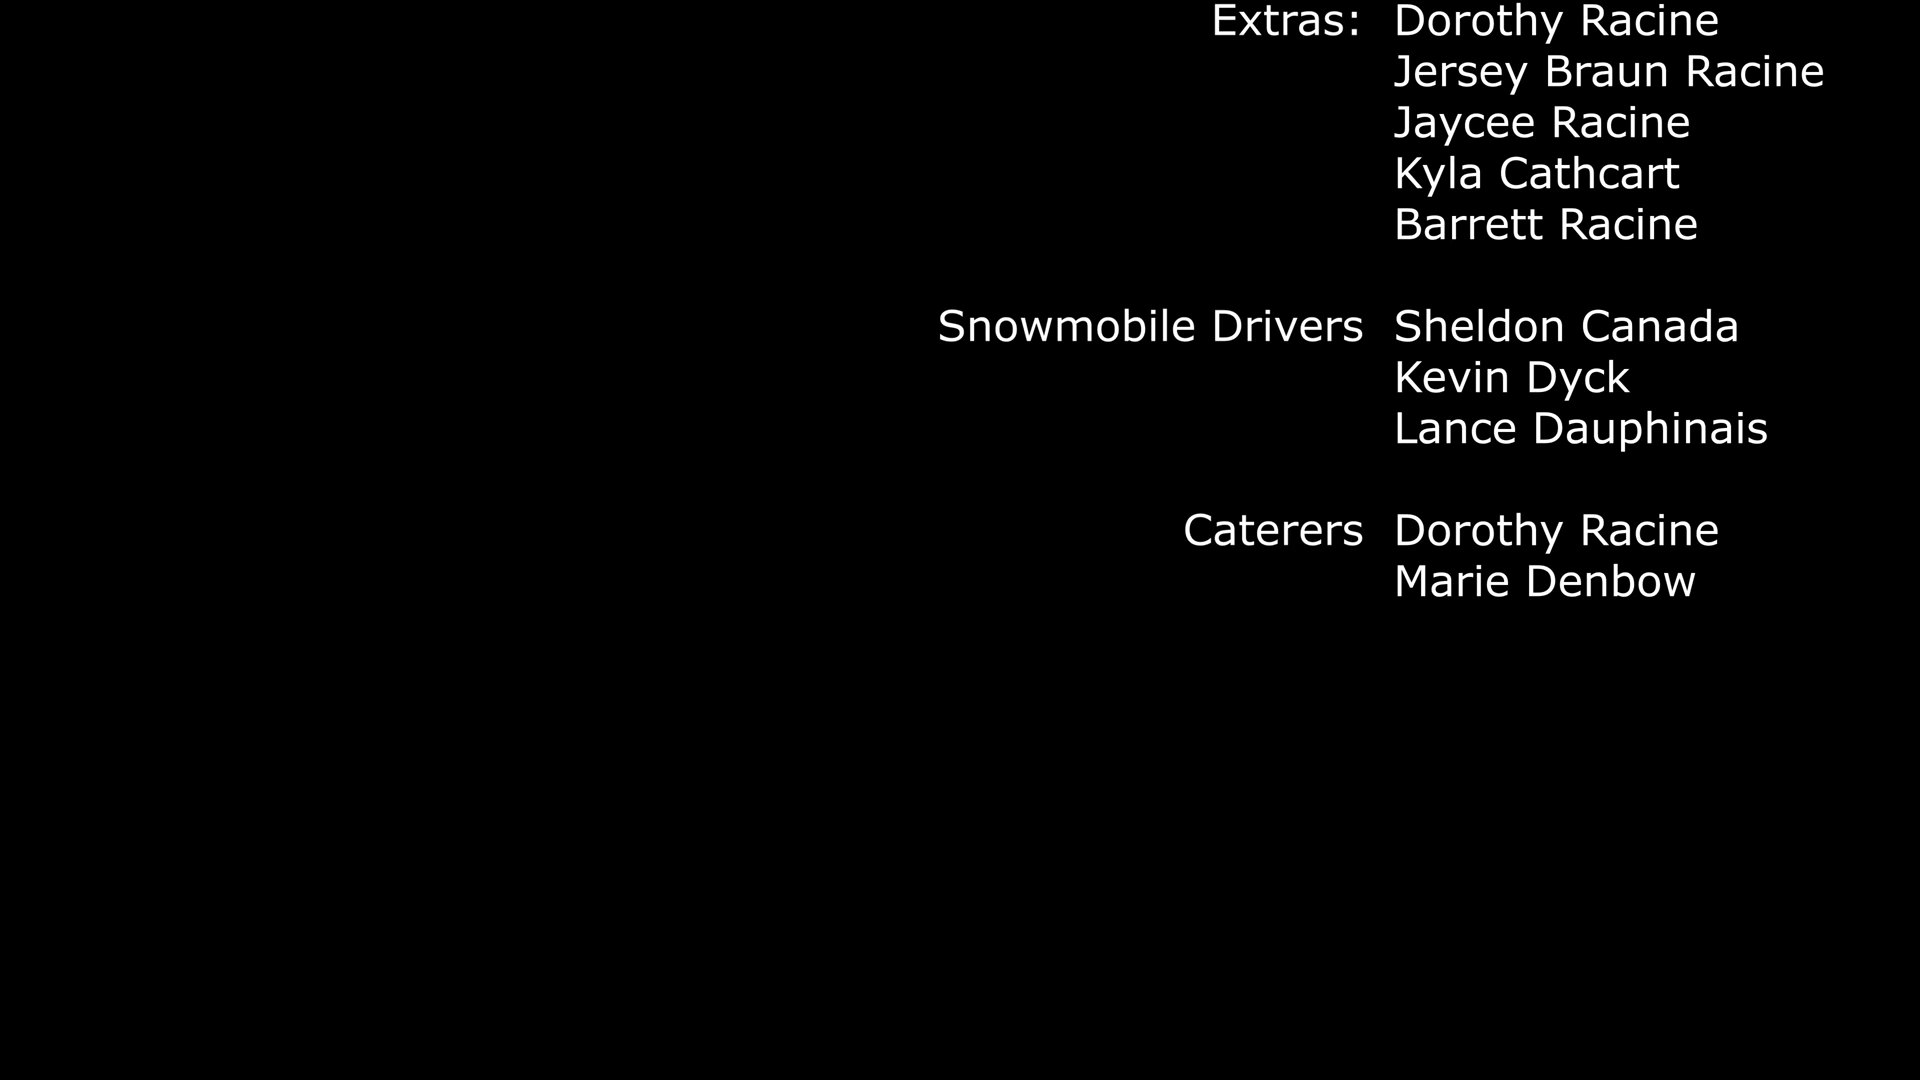 Extras: Dorothy Racine
Jersey Braun Racine
Jaycee Racine
Kyla Cathcart
Barrett Racine
Snowmobile Drivers Sheldon Canada
Kevin Dyck
Lance Dauphinais
Caterers Dorothy Racine
Marie Denbow